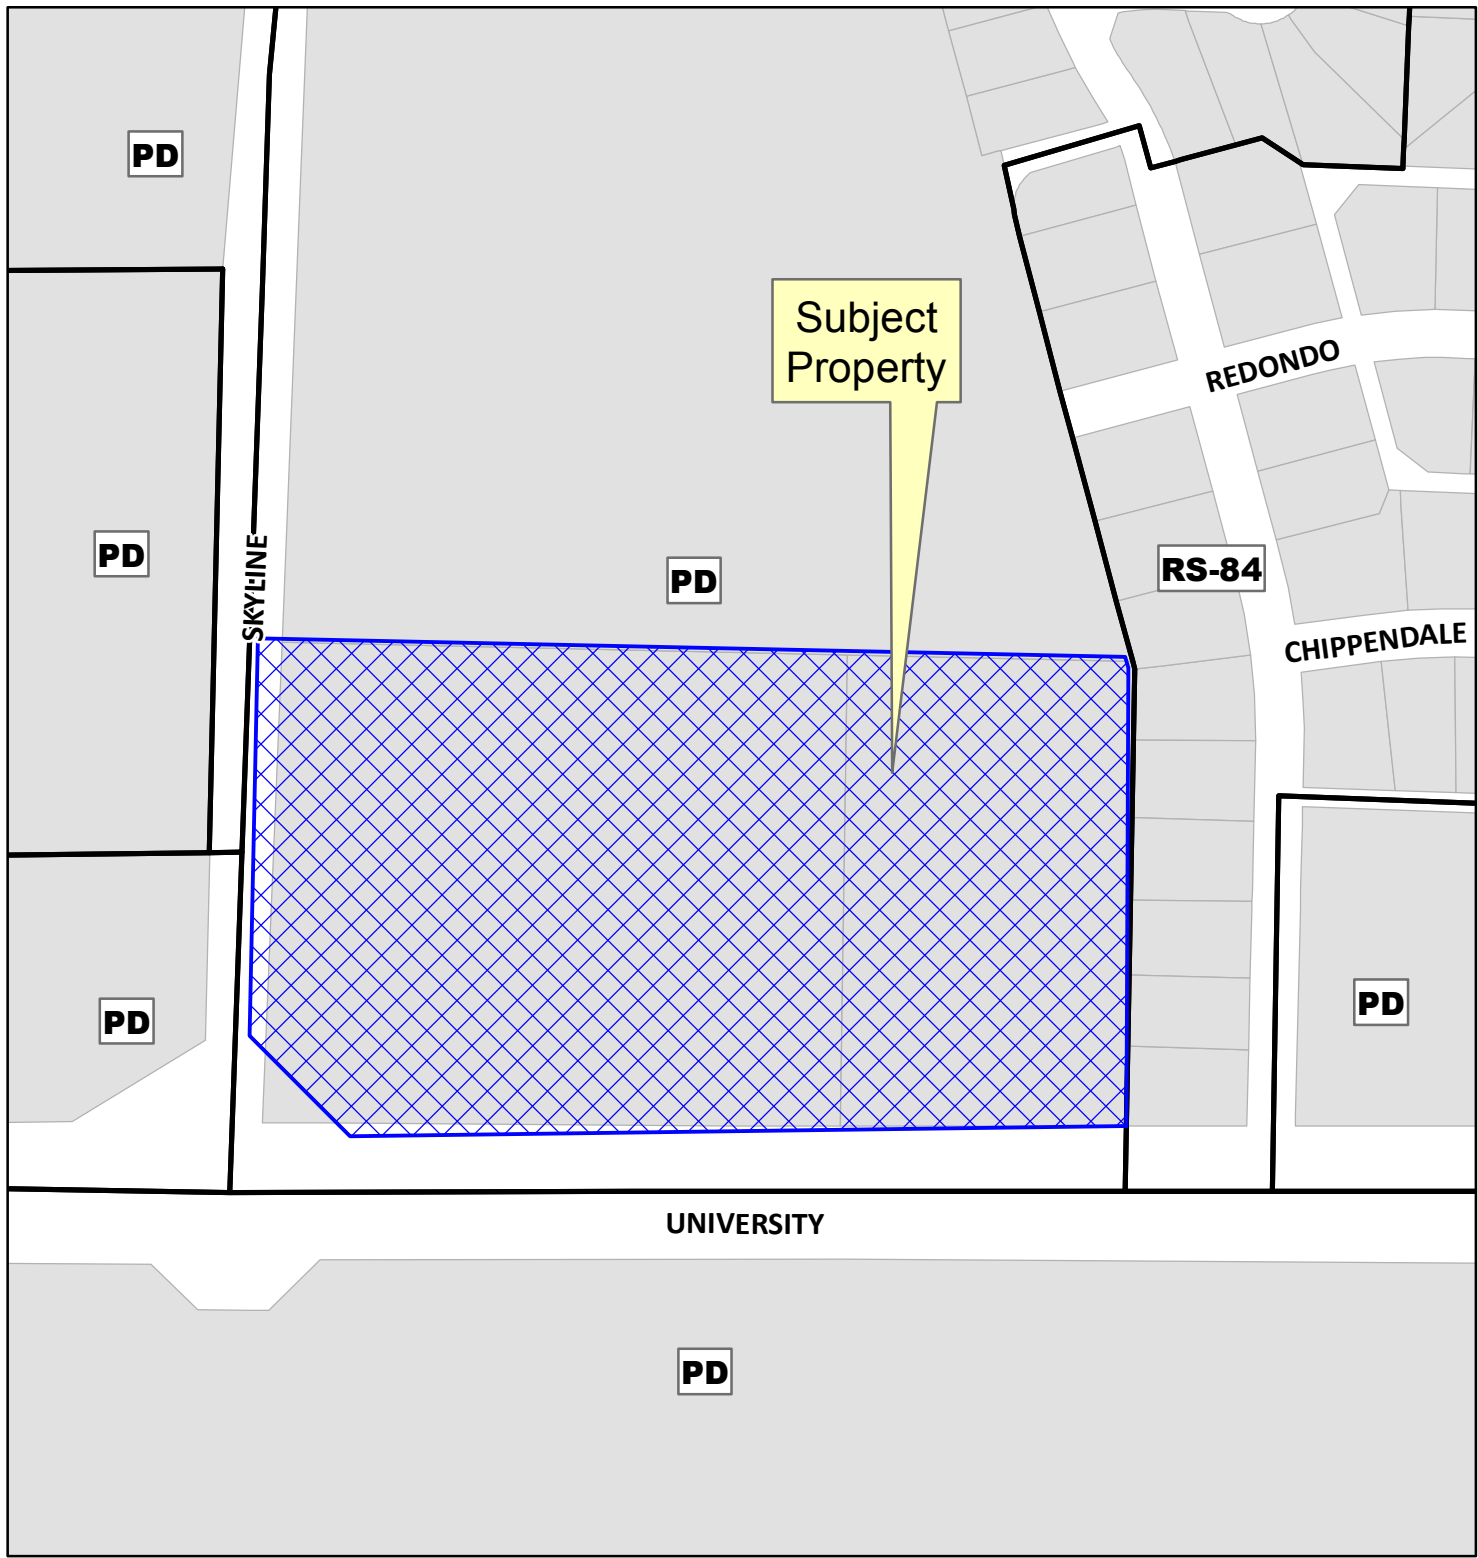 PD
Subject
Property
REDONDO
PD
SKYLINE
PD
RS-84
CHIPPENDALE
PD
PD
UNIVERSITY
PD